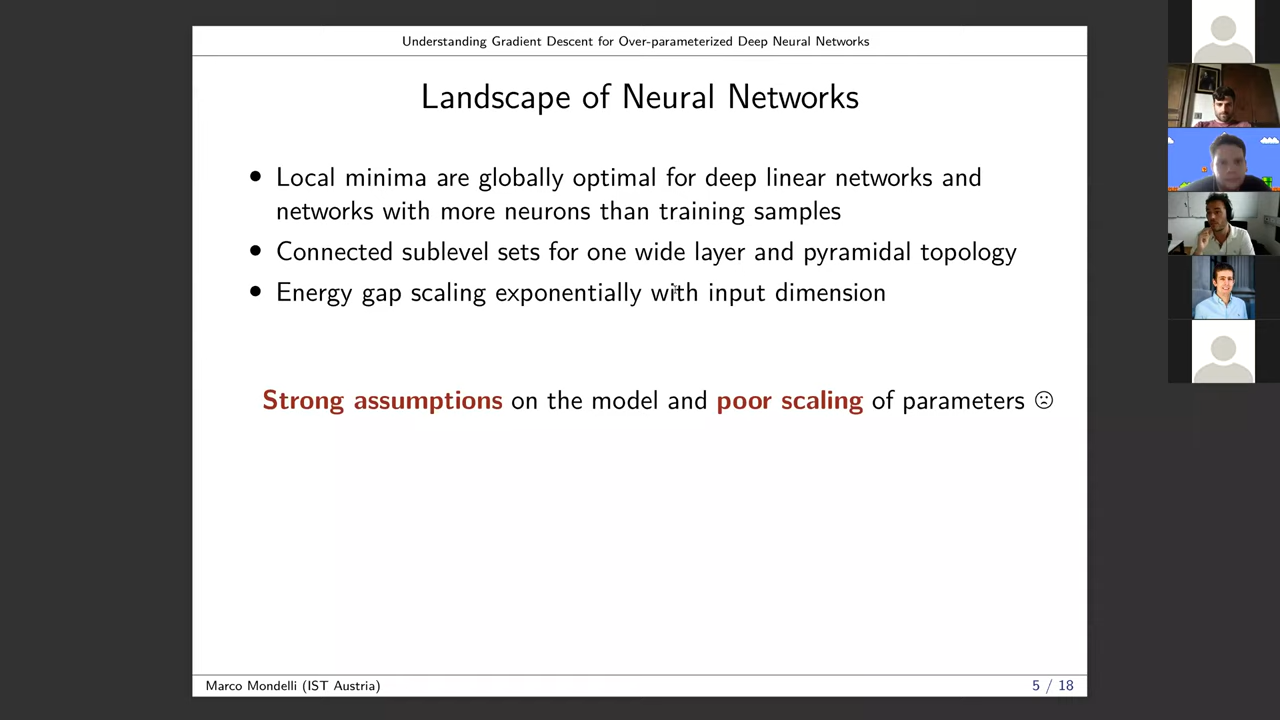 Understanding Gradient Descent for Over-parameterized Deep Neural Networks
Landscape of Neural Networks
• Local minima are globally optimal for deep linear networks and
networks with more neurons than training samples
• Connected sublevel sets for one wide layer and pyramidal topology
• Energy gap scaling exponentially with input dimension
Strong assumptions on the model and poor scaling of parameters ☹
Marco Mondelli (IST Austria)
5 / 18